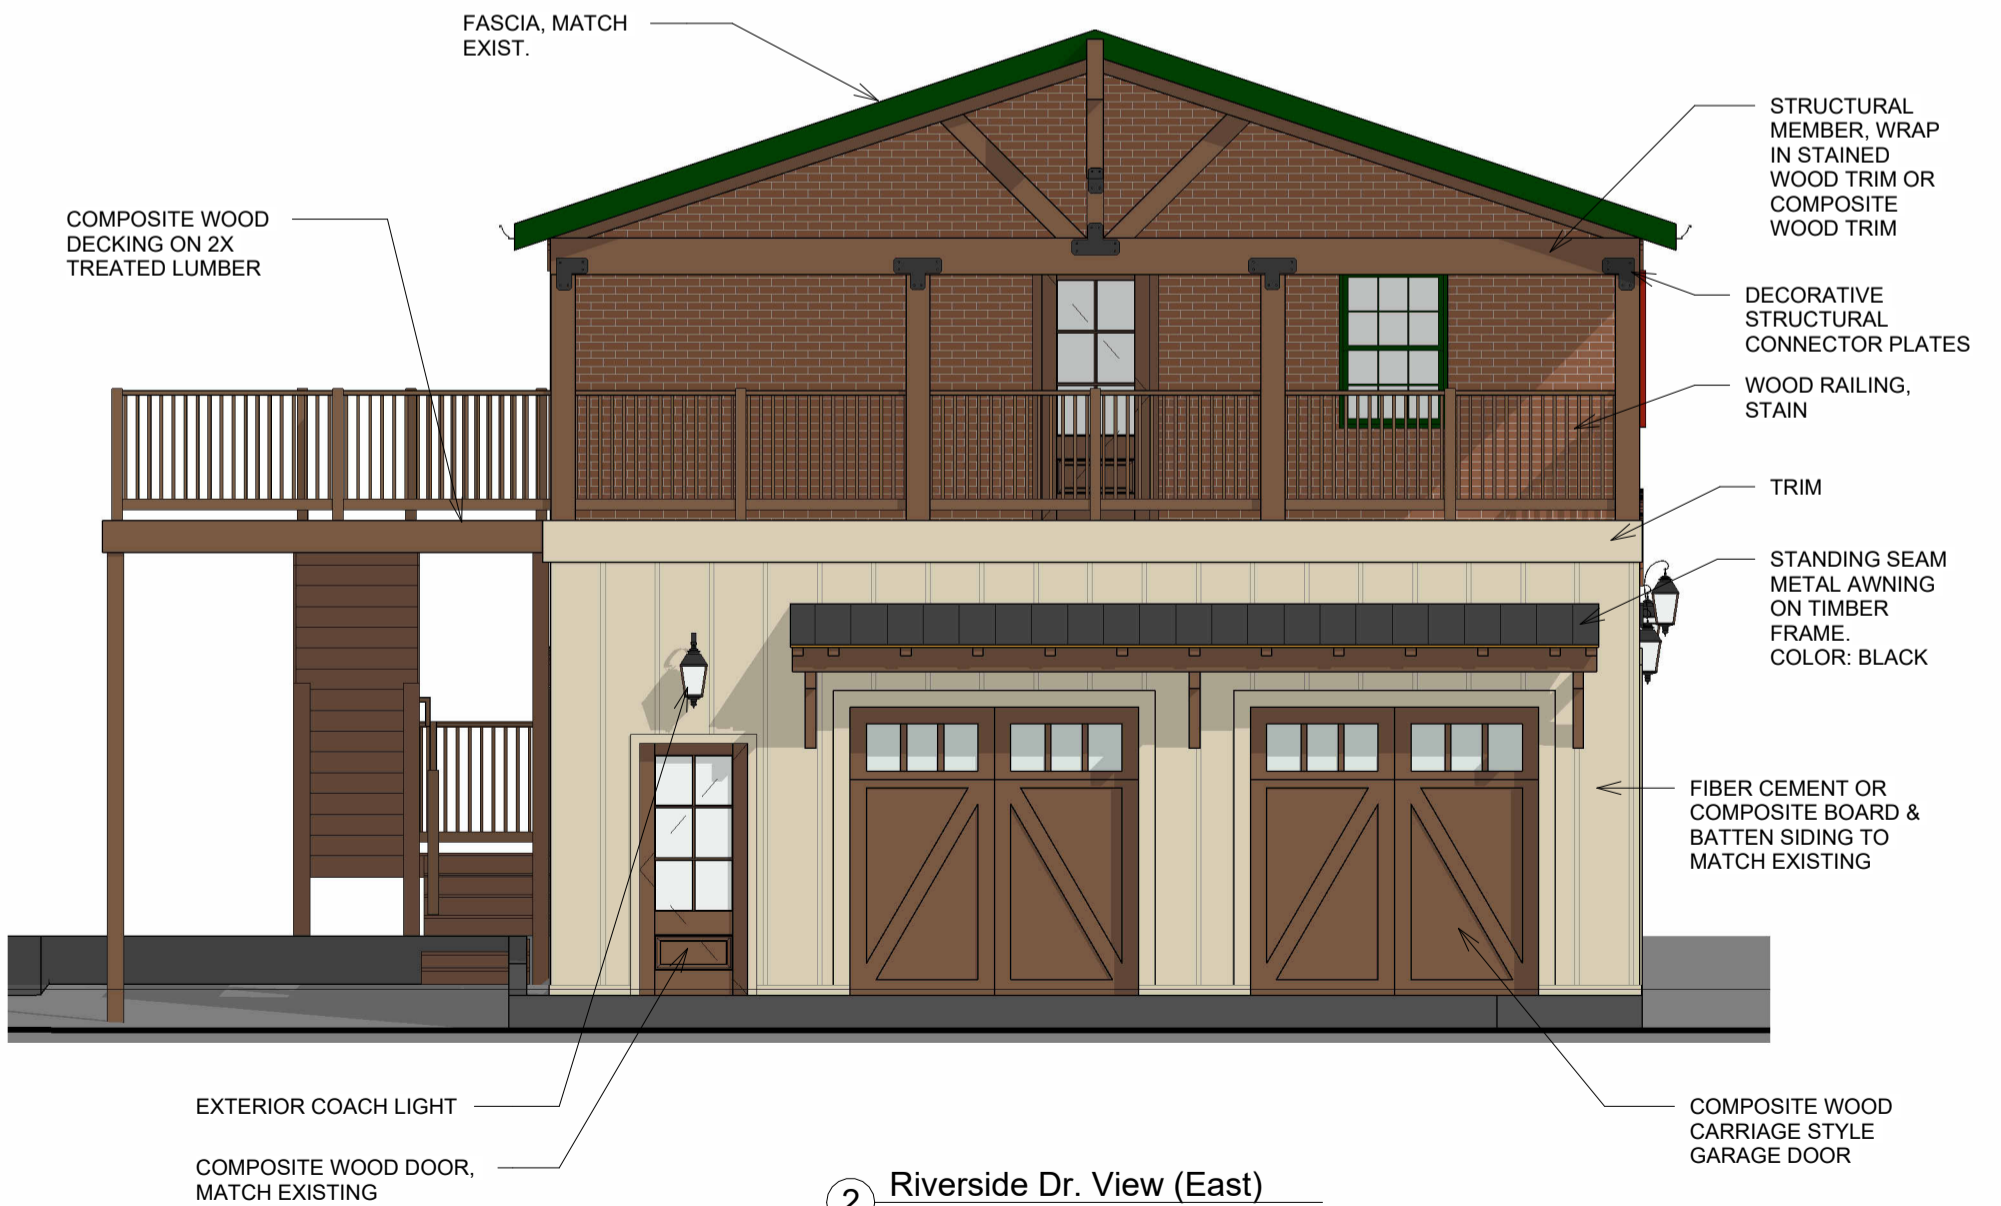 FASCIA, MATCH
EXIST.
STRUCTURAL
MEMBER, WRAP
IN STAINED
WOOD TRIM OR
COMPOSITE
WOOD TRIM
COMPOSITE WOOD
DECKING ON 2X
TREATED LUMBER
DECORATIVE
STRUCTURAL
CONNECTOR PLATES
WOOD RAILING,
STAIN
TRIM
STANDING SEAM
METAL AWNING
ON TIMBER
FRAME.
COLOR: BLACK
FIBER CEMENT OR
COMPOSITE BOARD &
BATTEN SIDING TO
MATCH EXISTING
EXTERIOR COACH LIGHT
COMPOSITE WOOD
CARRIAGE STYLE
GARAGE DOOR
COMPOSITE WOOD DOOR,
MATCH EXISTING
2 Riverside Dr. View (East)